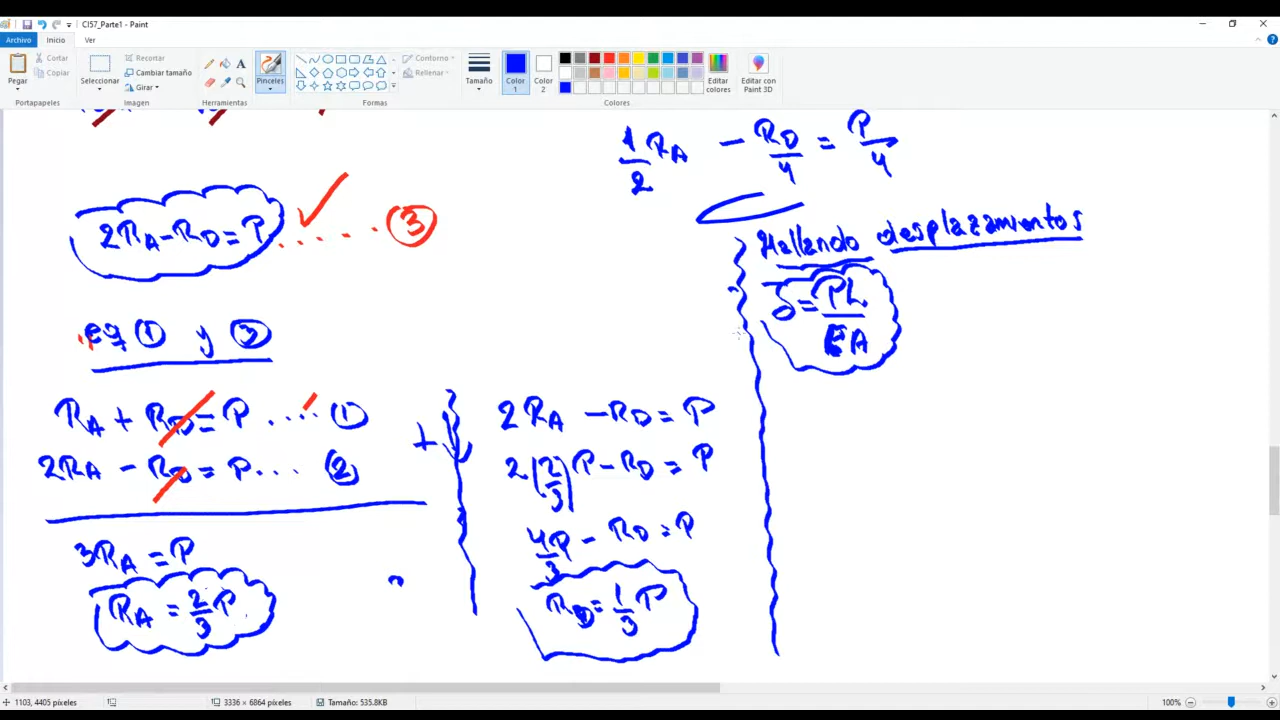 CI57_Parte1 - Paint
Archivo Inicio Ver
Pegar
Cortar
Copiar
Portapapeles
Seleccionar
Recortar
Cambiar tamaño
Girar
Imagen
Herramientas
Pinceles
Formas
Contorno
Rellenar
Tamaño
Color 1
Color 2
Colores
Editar colores
Editar con Paint 3D
1/2 RA - RD/4 = P/4
2RA - RD = P ...... 3
eq 1 y 3
RA + RD = P .... 1
2RA - RD = P ... 2
+
3RA = P
RA = 2/3 P
2RA - RD = P
2(2/3)P - RD = P
4P/3 - RD = P
RD = 1/3 P
Hallando desplazamientos
δ = PL/EA
1103, 4405 píxeles
3336 × 6864 píxeles
Tamaño: 535.8KB
100%